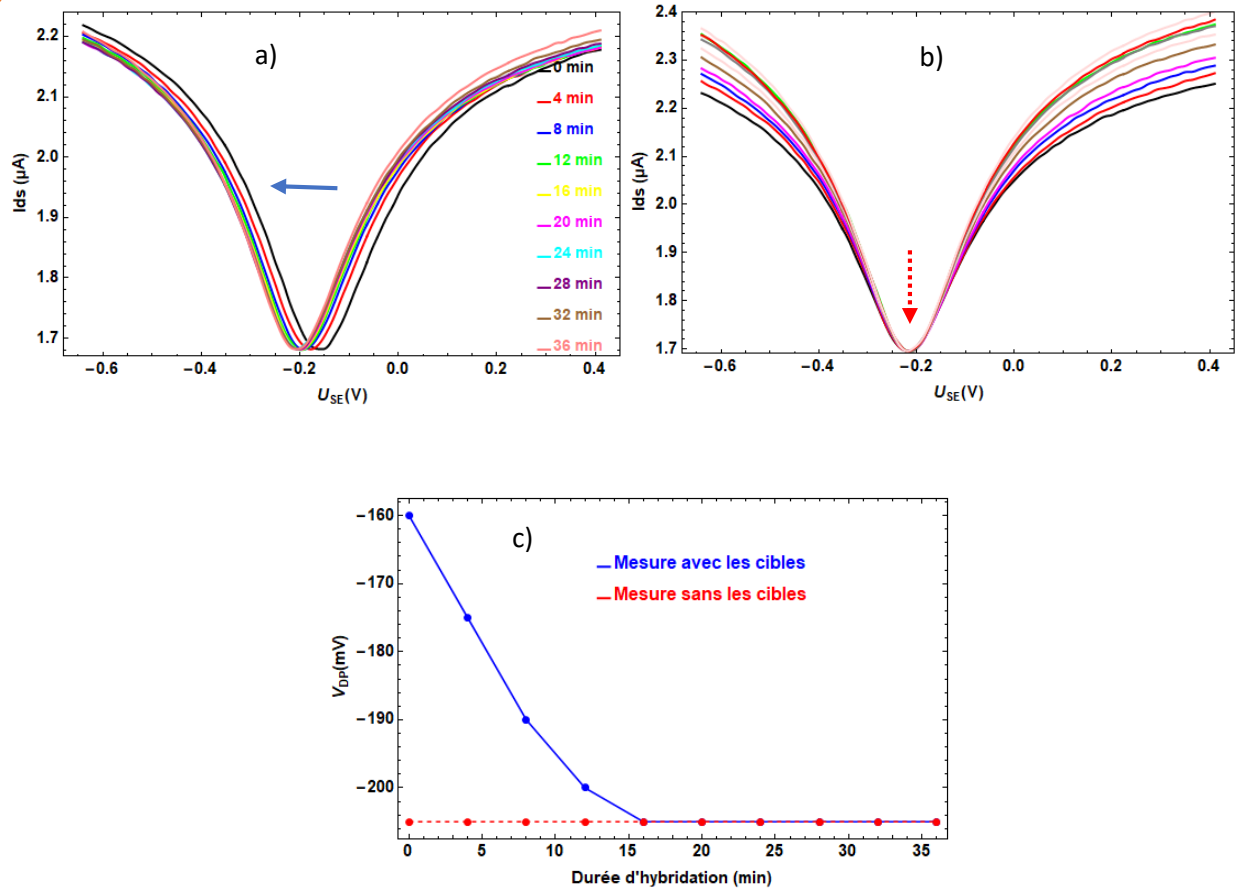 a)
Ids (µA)
2.2
2.1
2.0
1.9
1.8
1.7
0 min
4 min
8 min
12 min
16 min
20 min
24 min
28 min
32 min
36 min
−0.6 −0.4 −0.2 0.0 0.2 0.4
USE(V)
b)
Ids (µA)
2.4
2.3
2.2
2.1
2.0
1.9
1.8
1.7
−0.6 −0.4 −0.2 0.0 0.2 0.4
USE(V)
c)
VDP(mV)
−160
−170
−180
−190
−200
Mesure avec les cibles
Mesure sans les cibles
0 5 10 15 20 25 30 35
Durée d'hybridation (min)